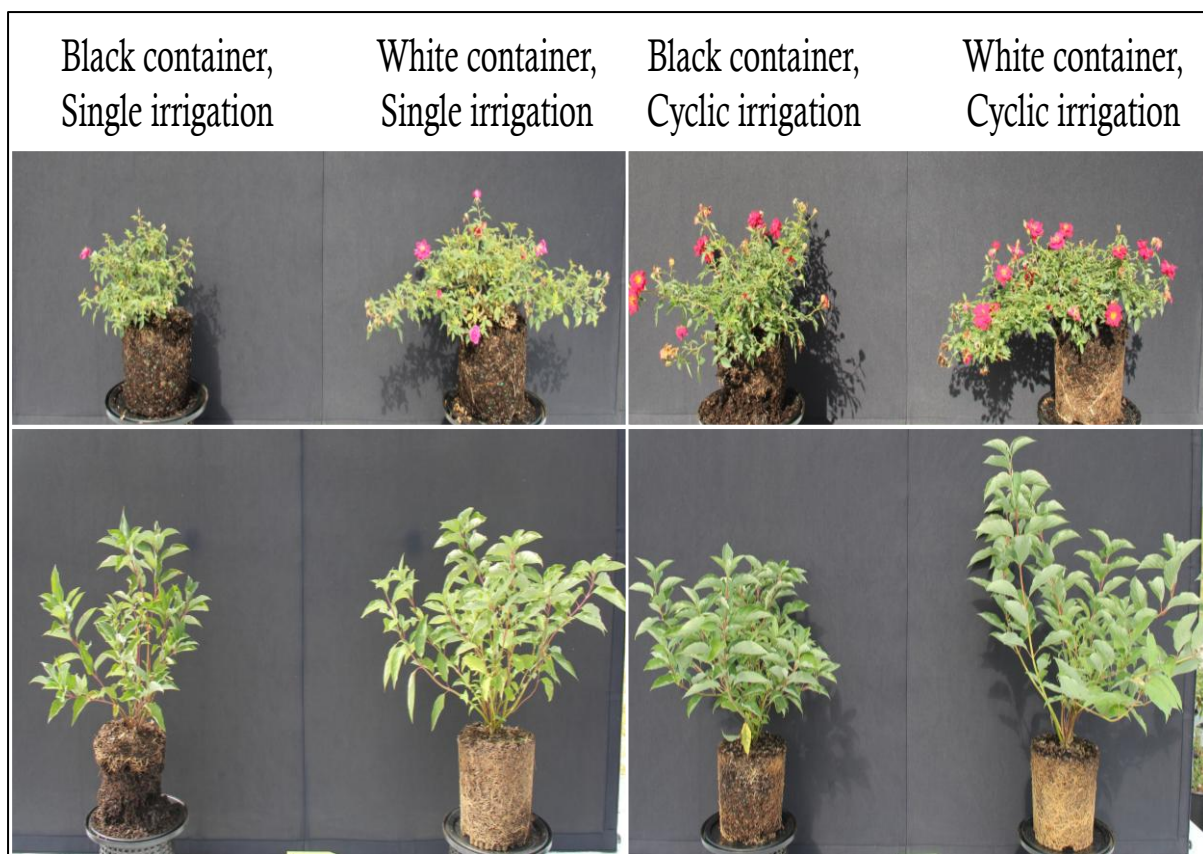 Black container,
Single irrigation
White container,
Single irrigation
Black container,
Cyclic irrigation
White container,
Cyclic irrigation